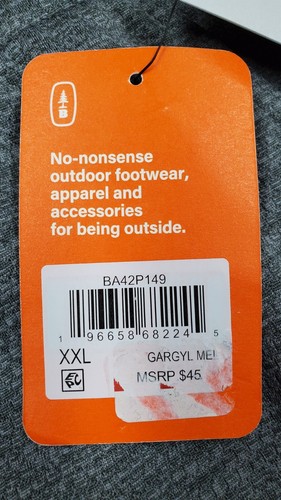 B
No-nonsense
outdoor footwear,
apparel and
accessories
for being outside.
BA42P149
1 96658 68224 5
XXL
GARGYL
MSRP $45